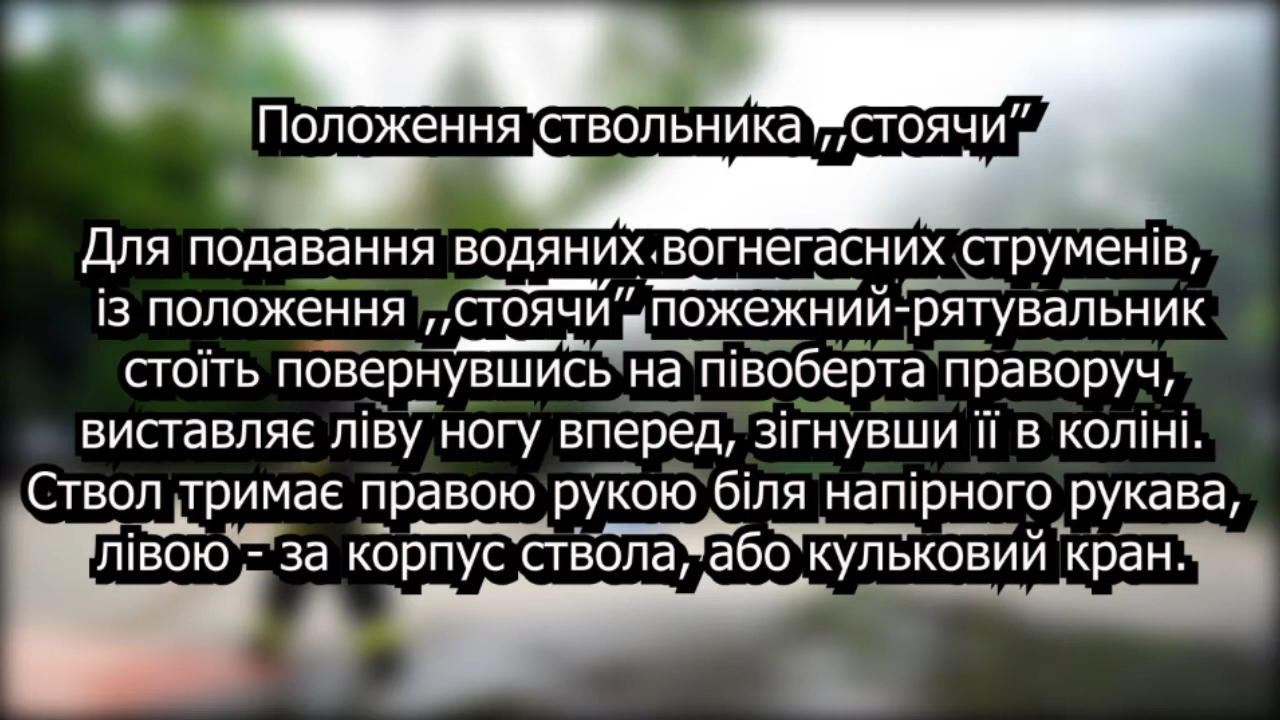 Положення ствольника ,,стоячи”
Для подавання водяних вогнегасних струменів,
із положення ,,стоячи” пожежний-рятувальник
стоїть повернувшись на півоберта праворуч,
виставляє ліву ногу вперед, зігнувши її в коліні.
Ствол тримає правою рукою біля напірного рукава,
лівою - за корпус ствола, або кульковий кран.